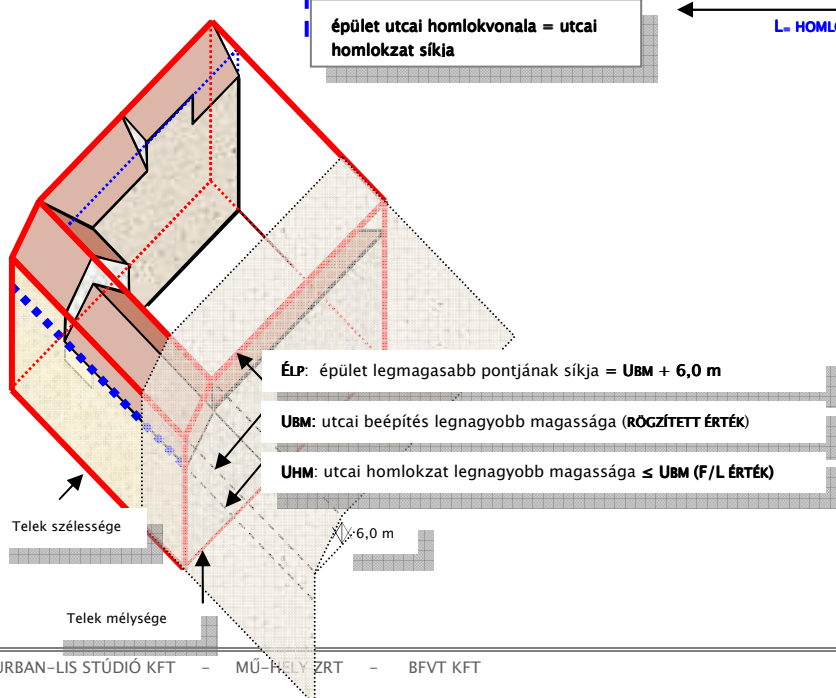 épület utcai homlokvonala = utcai
homlokzat síkja
ÉLP: épület legmagasabb pontjának síkja = UBM + 6,0 m
UBM: utcai beépítés legnagyobb magassága (RÖGZÍTETT ÉRTÉK)
UHM: utcai homlokzat legnagyobb magassága ≤ UBM (F/L ÉRTÉK)
Telek szélessége
6,0 m
Telek mélysége
URBAN-LIS STÚDIÓ KFT – MŰ-HELY ZRT – BFVT KFT